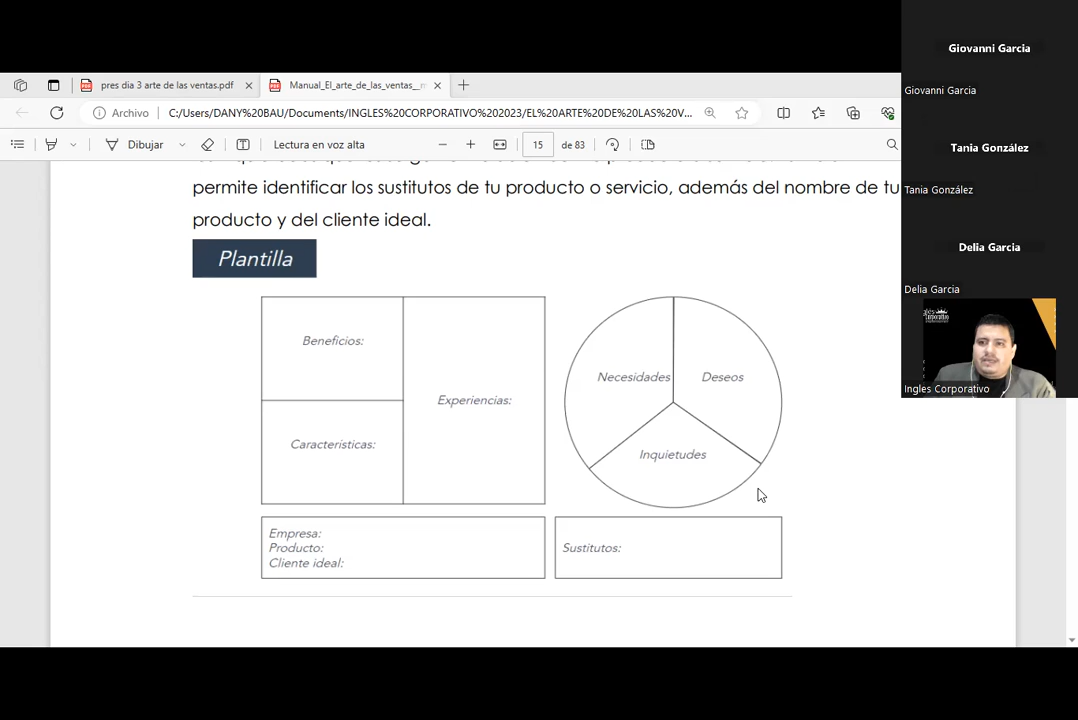 pres dia 3 arte de las ventas.pdf
Manual_El_arte_de_las_ventas__m
Archivo
C:/Users/DANY%20BAU/Documents/INGLES%20CORPORATIVO%202023/EL%20ARTE%20DE%20LAS%20V...
Dibujar
Lectura en voz alta
15
de 83
permite identificar los sustitutos de tu producto o servicio, además del nombre de tu
producto y del cliente ideal.
Plantilla
Beneficios:
Características:
Experiencias:
Necesidades
Deseos
Inquietudes
Empresa:
Producto:
Cliente ideal:
Sustitutos:
Giovanni Garcia
Giovanni Garcia
Tania González
Tania González
Delia Garcia
Delia Garcia
Ingles Corporativo